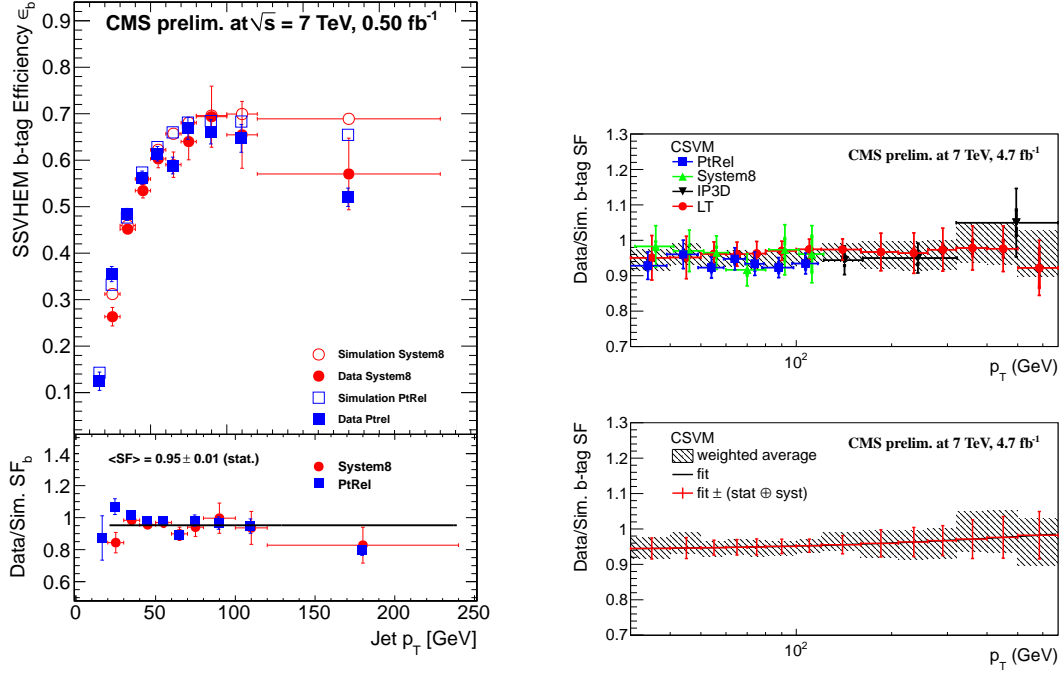 CMS prelim. at √s = 7 TeV, 0.50 fb⁻¹
SSVHEM b-tag Efficiency ϵ_b
0.9
0.8
0.7
0.6
0.5
0.4
0.3
0.2
0.1
Simulation System8
Data System8
Simulation PtRel
Data Ptrel
Data/Sim. SF_b
1.4
1.2
1
0.8
0.6
<SF> = 0.95 ± 0.01 (stat.)
System8
PtRel
0 50 100 150 200 250
Jet p_T [GeV]
Data/Sim. b-tag SF
1.3
1.2
1.1
1
0.9
0.8
0.7
CSVM
PtRel
System8
IP3D
LT
CMS prelim. at 7 TeV, 4.7 fb⁻¹
10²
p_T (GeV)
Data/Sim. b-tag SF
1.3
1.2
1.1
1
0.9
0.8
0.7
CSVM
weighted average
fit
fit ± (stat ⊕ syst)
CMS prelim. at 7 TeV, 4.7 fb⁻¹
10²
p_T (GeV)